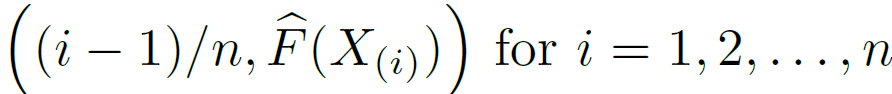 ((i − 1)/n, F̂(X₍ᵢ₎)) for i = 1, 2, . . . , n